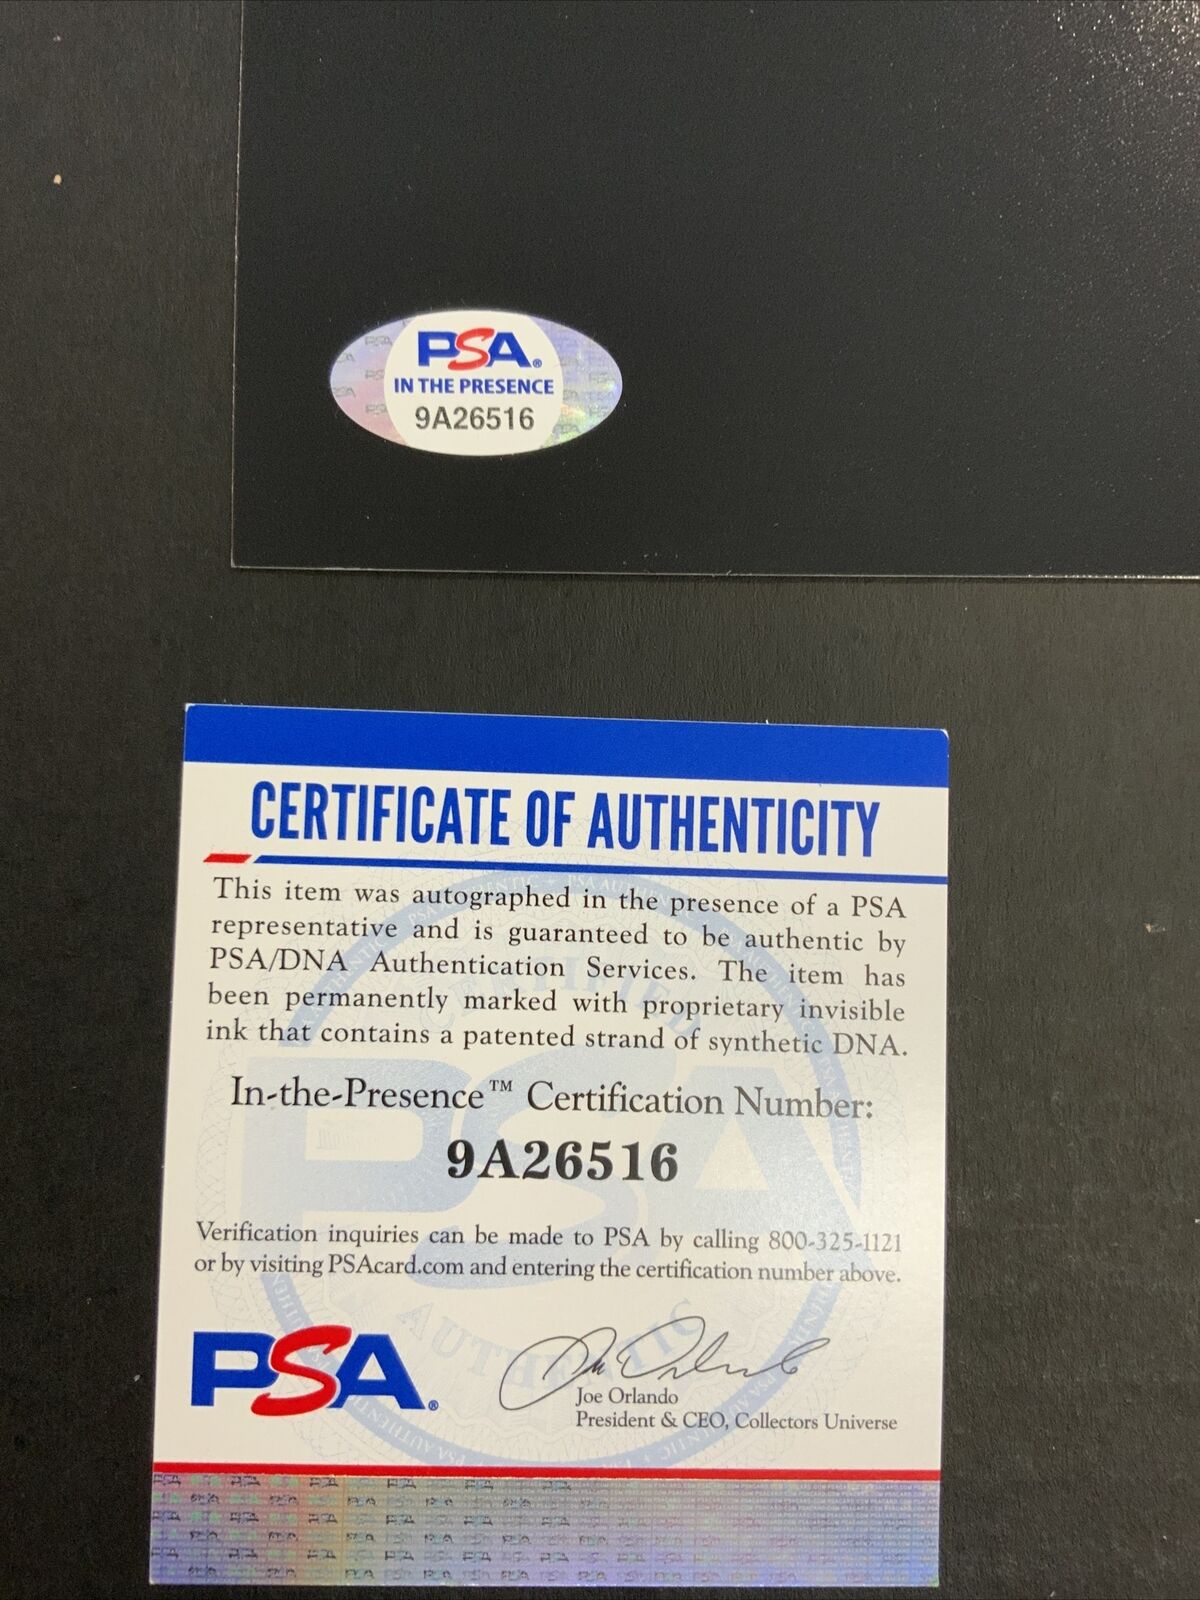 PSA®
IN THE PRESENCE
9A26516
CERTIFICATE OF AUTHENTICITY
This item was autographed in the presence of a PSA
representative and is guaranteed to be authentic by
PSA/DNA Authentication Services. The item has
been permanently marked with proprietary invisible
ink that contains a patented strand of synthetic DNA.
In-the-Presence™ Certification Number:
9A26516
Verification inquiries can be made to PSA by calling 800-325-1121
or by visiting PSAcard.com and entering the certification number above.
PSA®
Joe Orlando
President & CEO, Collectors Universe